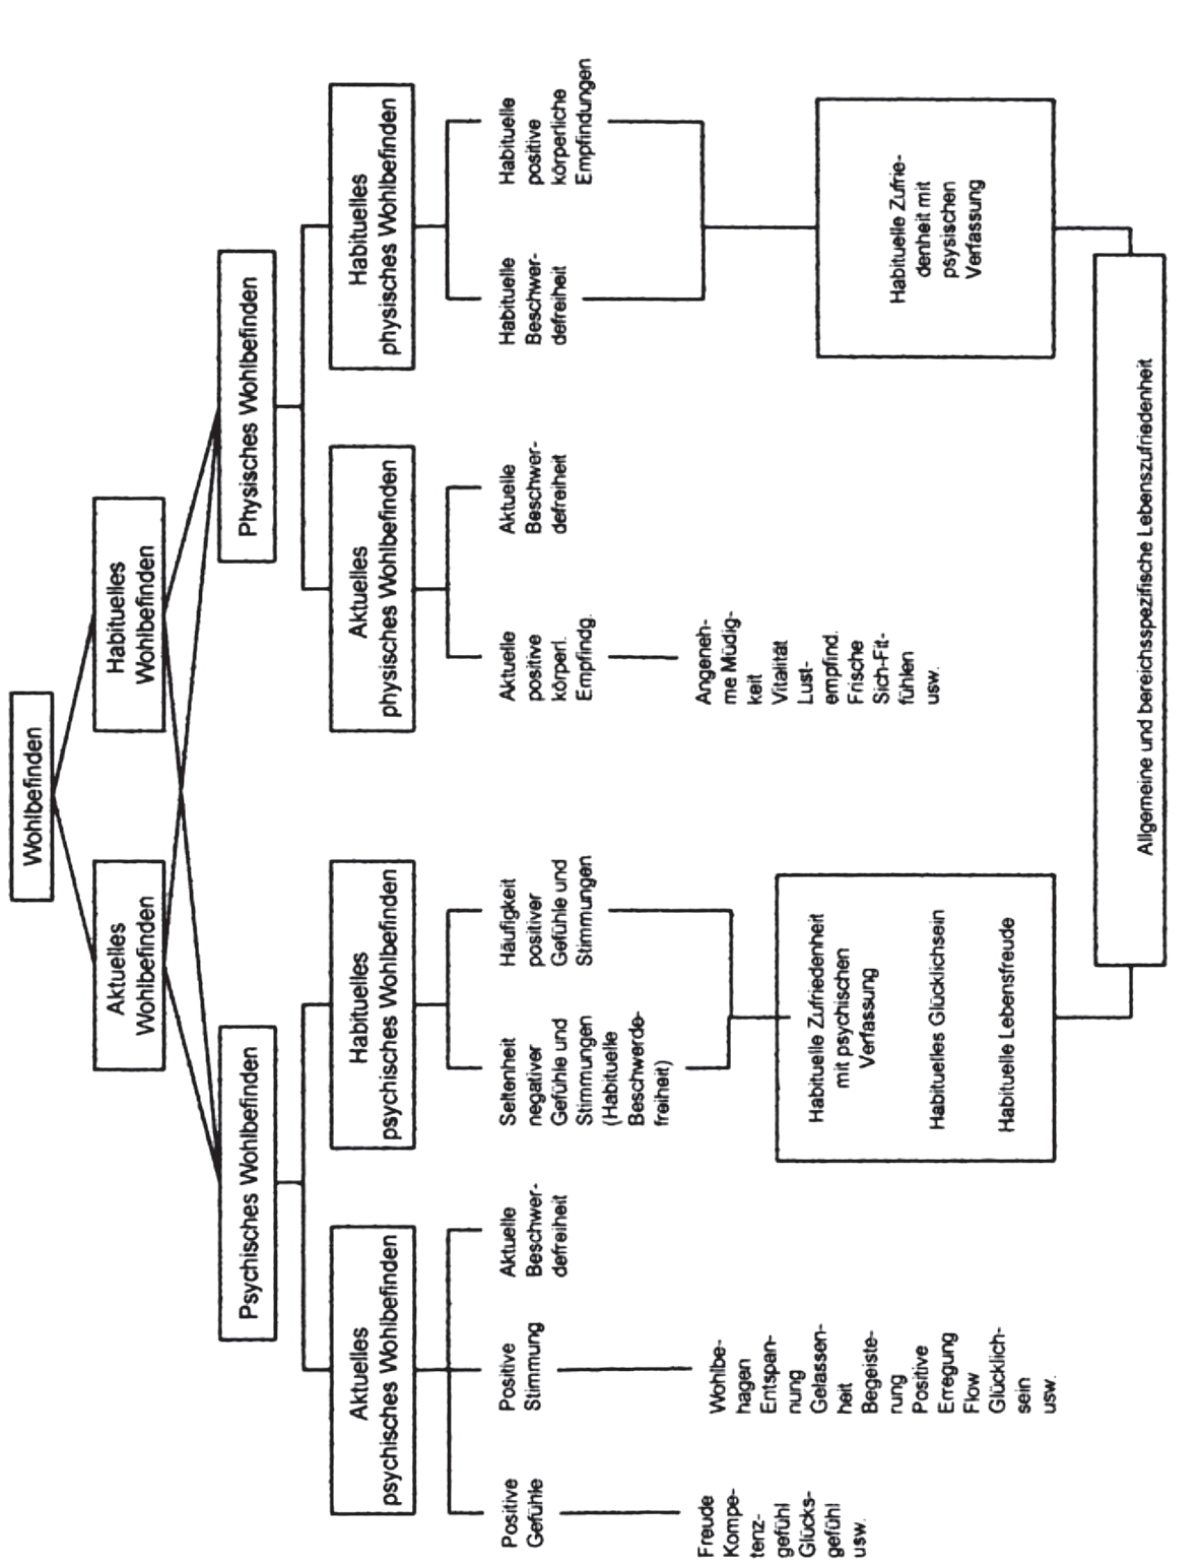 Wohlbefinden
Aktuelles
Wohlbefinden
Habituelles
Wohlbefinden
Psychisches Wohlbefinden
Physisches Wohlbefinden
Aktuelles
psychisches Wohlbefinden
Habituelles
psychisches Wohlbefinden
Aktuelles
physisches Wohlbefinden
Habituelles
physisches Wohlbefinden
Positive
Gefühle
Positive
Stimmung
Aktuelle
Beschwer-
defreiheit
Seltenheit
negativer
Gefühle und
Stimmungen
(Habituelle
Beschwerde-
freiheit)
Häufigkeit
positiver
Gefühle und
Stimmungen
Aktuelle
positive
körperl.
Empfindg.
Aktuelle
Beschwer-
defreiheit
Habituelle
Beschwer-
defreiheit
Habituelle
positive
körperliche
Empfindungen
Freude
Kompe-
tenz-
gefühl
Glücks-
gefühl
usw.
Wohlbe-
hagen
Entspan-
nung
Gelassen-
heit
Begeiste-
rung
Positive
Erregung
Flow
Glücklich-
sein
usw.
Angeneh-
me Müdig-
keit
Vitalität
Lust-
empfind.
Frische
Sich-Fit-
fühlen
usw.
Habituelle Zufriedenheit
mit psychischen
Verfassung
Habituelles Glücklichsein
Habituelle Lebensfreude
Habituelle Zufrie-
denheit mit
psysischen
Verfassung
Allgemeine und bereichsspezifische Lebenszufriedenheit